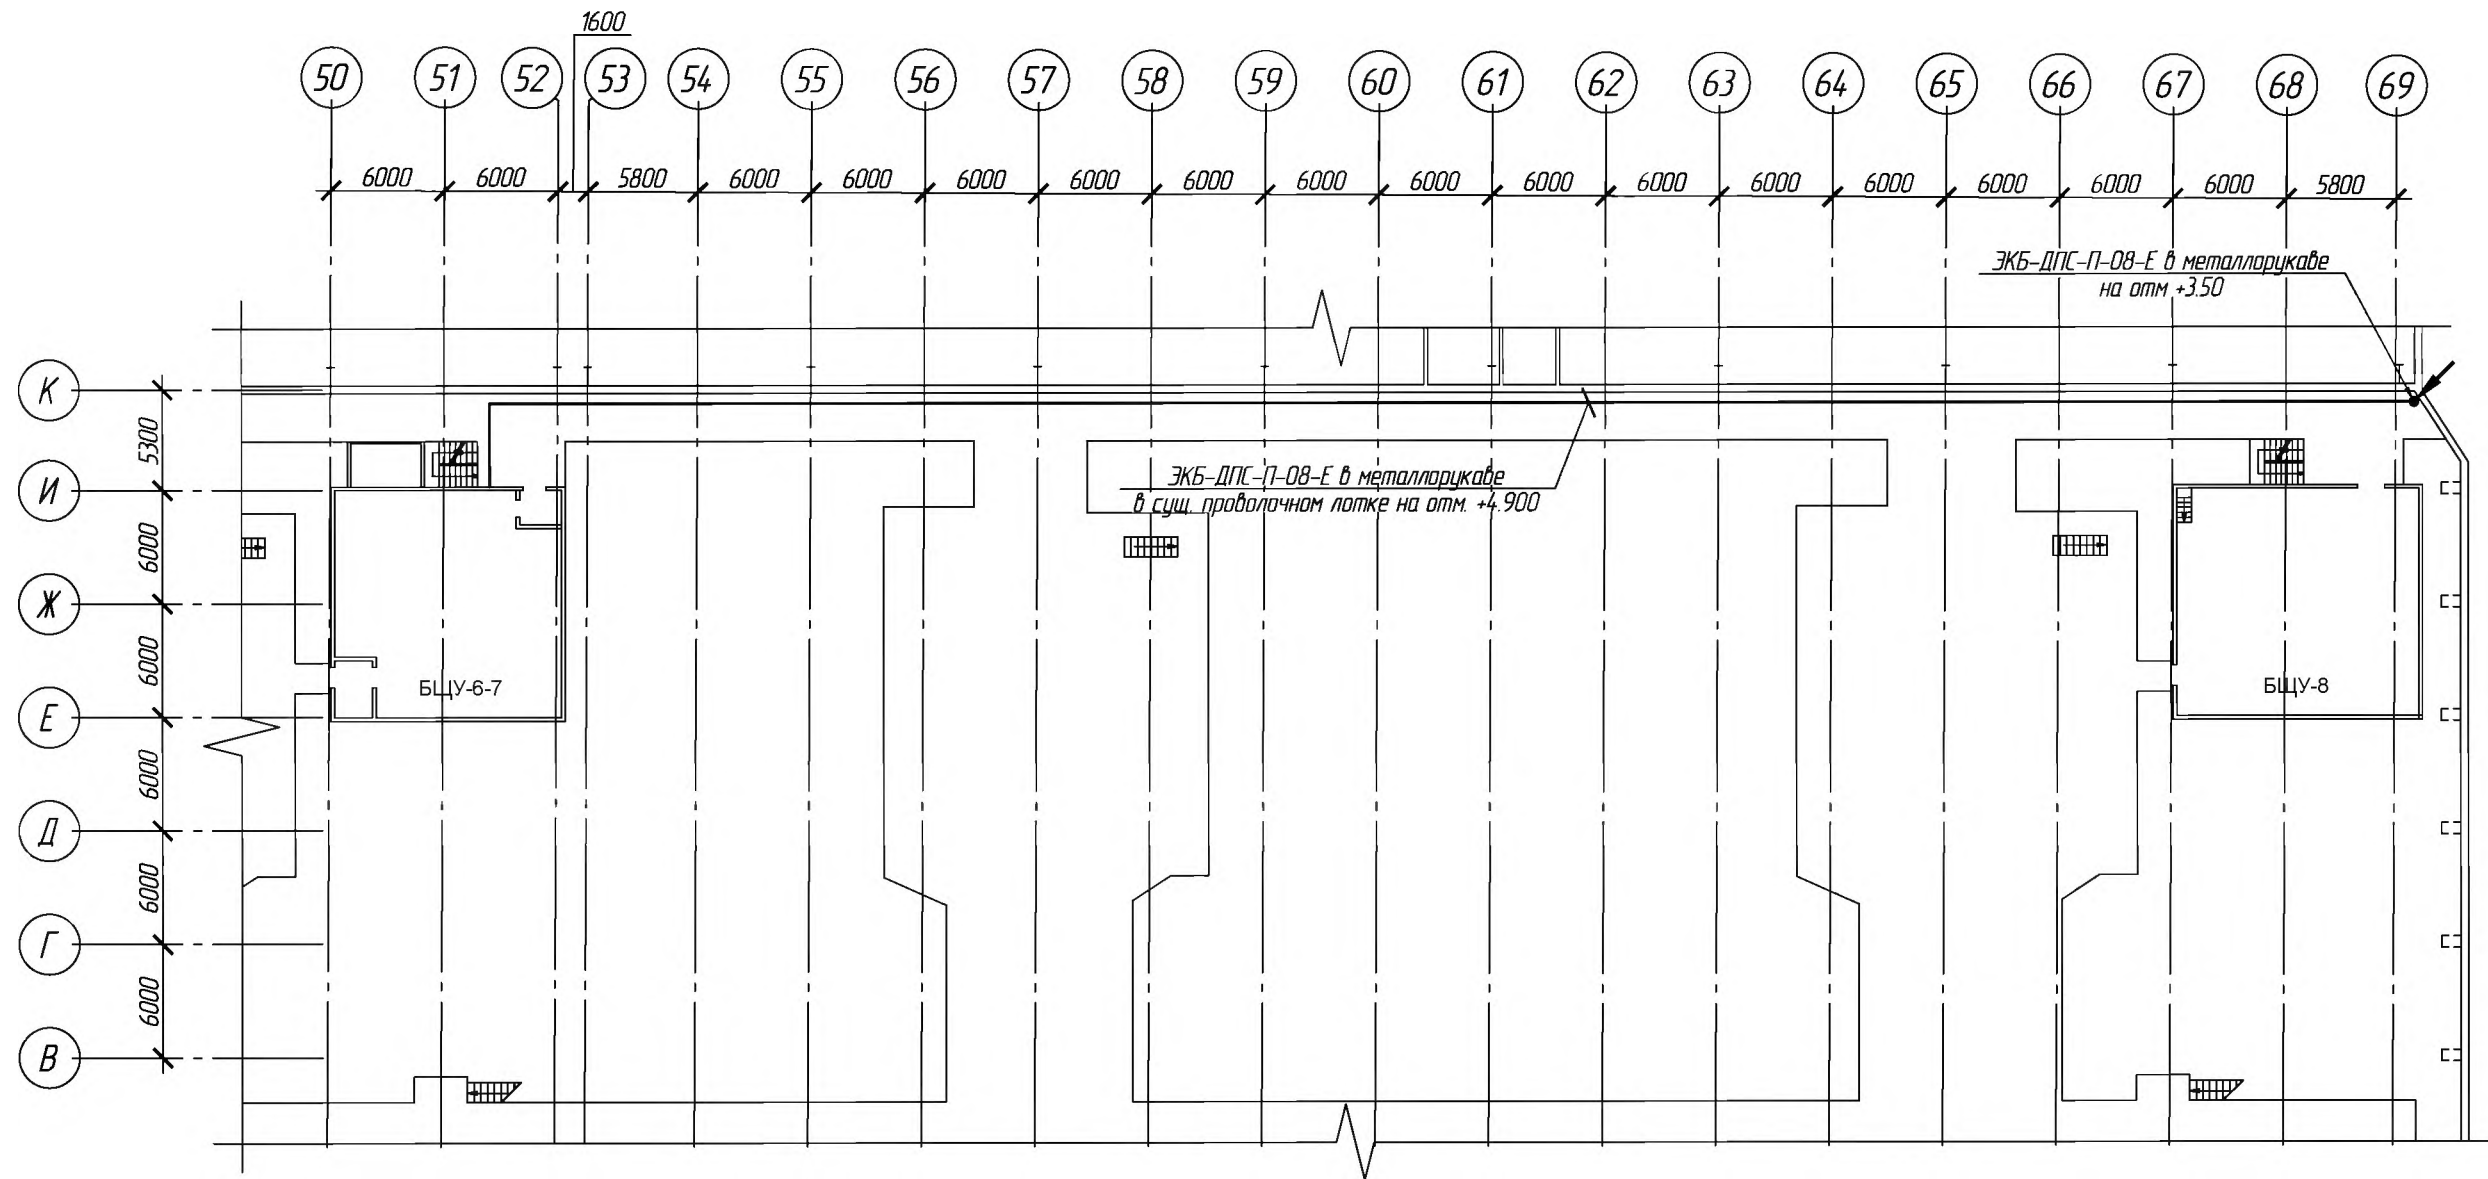 1600
50 51 52 53 54 55 56 57 58 59 60 61 62 63 64 65 66 67 68 69
6000 6000 5800 6000 6000 6000 6000 6000 6000 6000 6000 6000 6000 6000 6000 6000 6000 5800
ЭКБ-ДПС-П-08-Е в металлорукаве
на отм +3.50
К
5300
И
ЭКБ-ДПС-П-08-Е в металлорукаве
в сущ. проволочном лотке на отм. +4.900
6000
Ж
6000
БЩУ-6-7
БЩУ-8
Е
6000
Д
6000
Г
6000
В